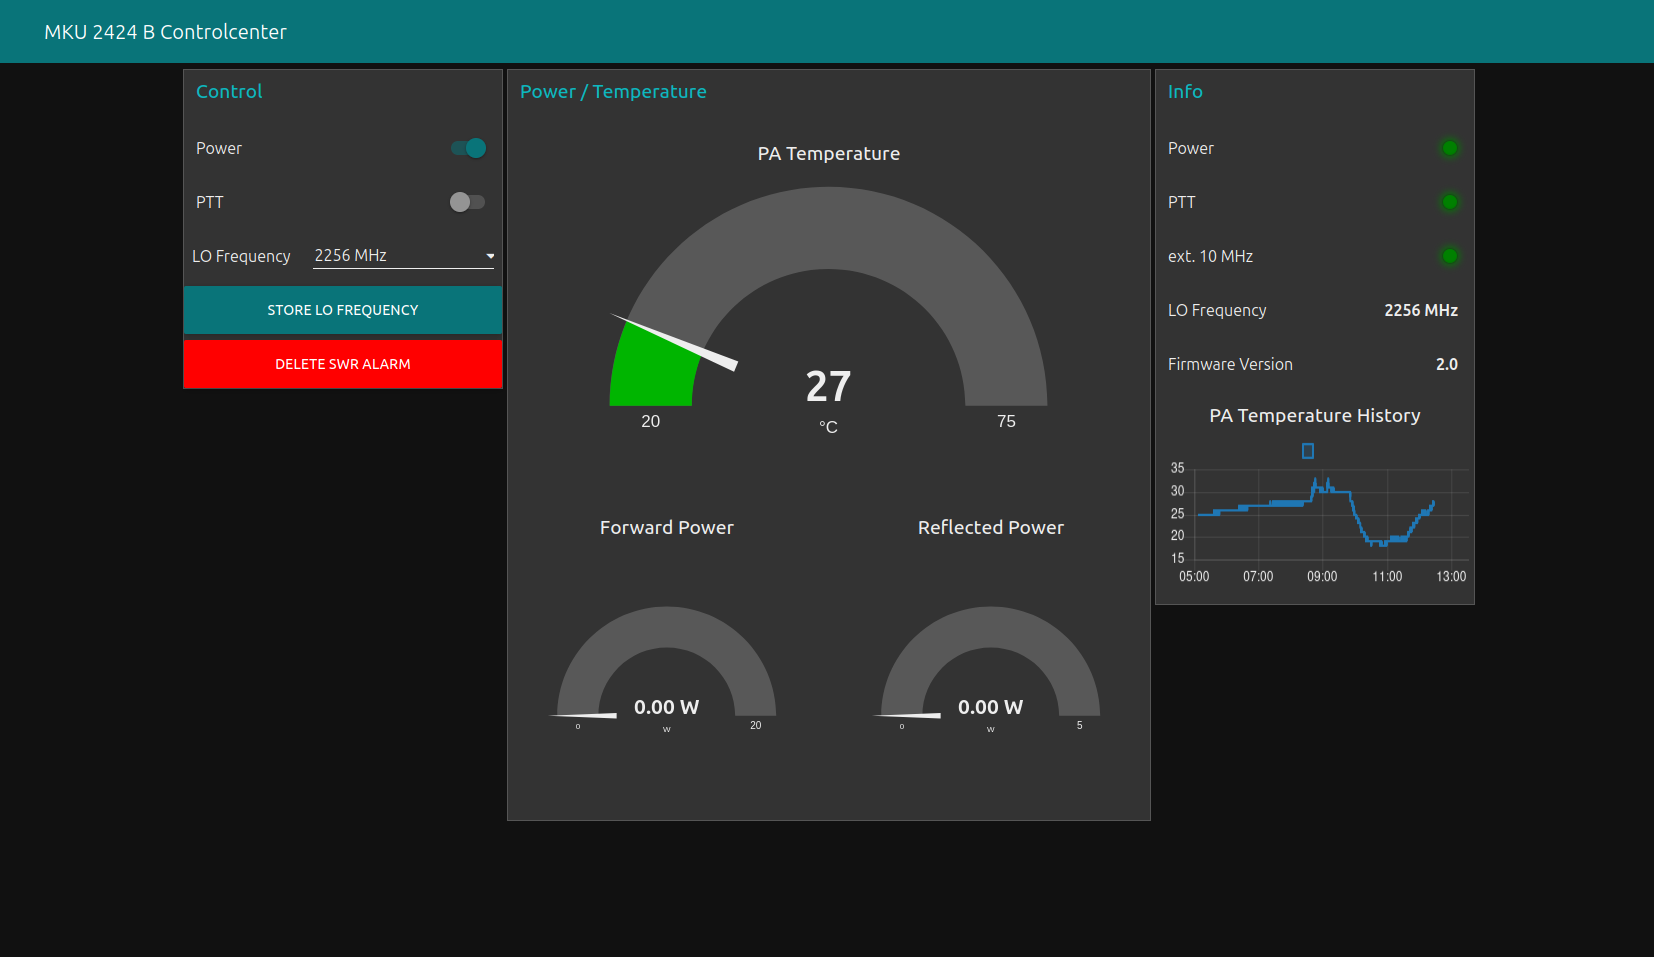 MKU 2424 B Controlcenter
Control
Power
PTT
LO Frequency 2256 MHz
STORE LO FREQUENCY
DELETE SWR ALARM
Power / Temperature
PA Temperature
27
20 °C 75
Forward Power
0.00 W
0 W 20
Reflected Power
0.00 W
0 W 5
Info
Power
PTT
ext. 10 MHz
LO Frequency 2256 MHz
Firmware Version 2.0
PA Temperature History
35
30
25
20
15
05:00 07:00 09:00 11:00 13:00